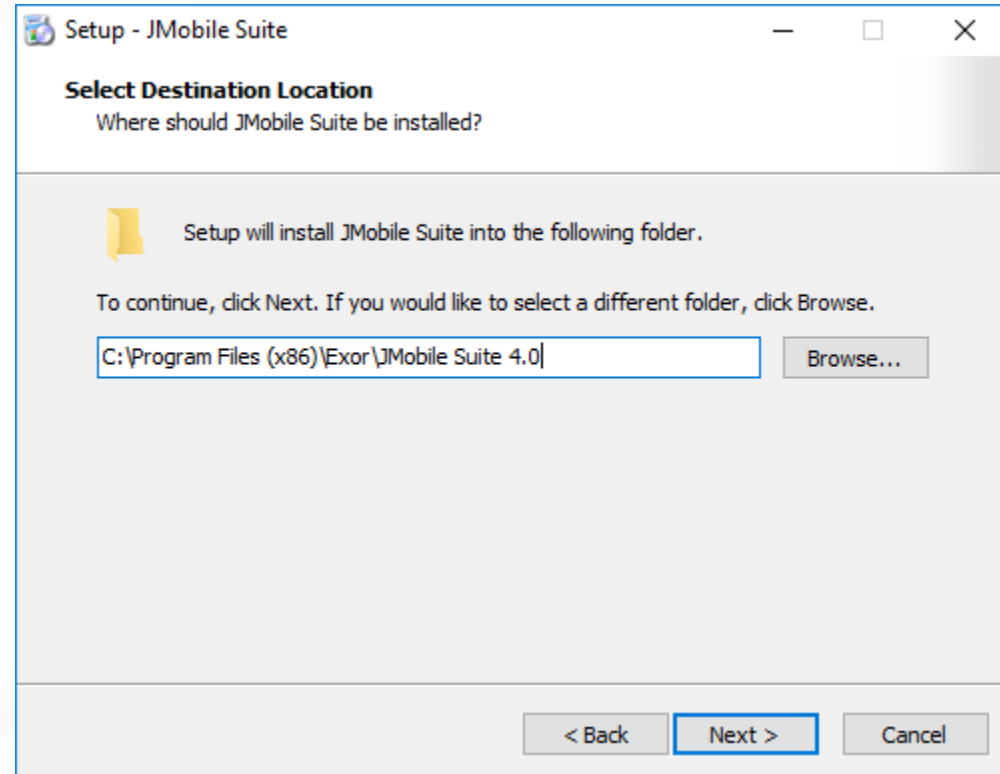 Setup - JMobile Suite
Select Destination Location
Where should JMobile Suite be installed?
Setup will install JMobile Suite into the following folder.
To continue, click Next. If you would like to select a different folder, click Browse.
C:\Program Files (x86)\Exor\JMobile Suite 4.0
Browse...
< Back
Next >
Cancel